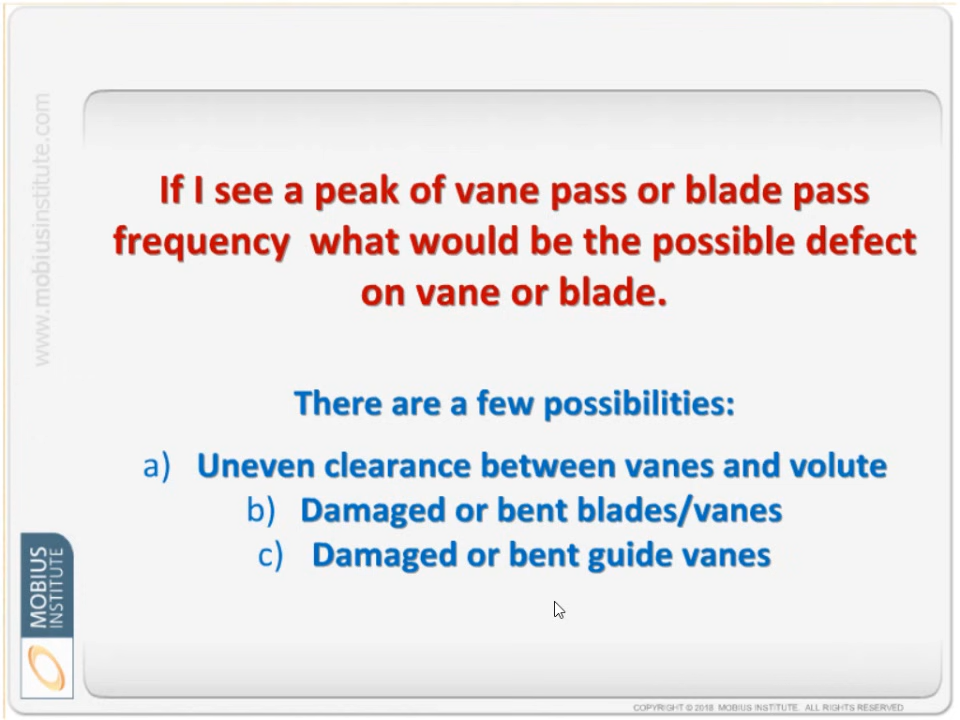 www.mobiusinstitute.com
If I see a peak of vane pass or blade pass
frequency  what would be the possible defect
on vane or blade.
There are a few possibilities:
a) Uneven clearance between vanes and volute
b) Damaged or bent blades/vanes
c) Damaged or bent guide vanes
MOBIUS
INSTITUTE
COPYRIGHT © 2018 MOBIUS INSTITUTE. ALL RIGHTS RESERVED